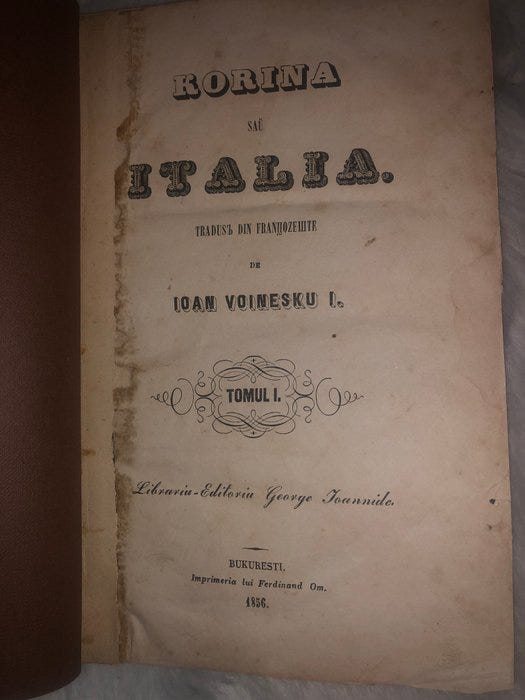 KORINA
SAŬ
ITALIA.
TRADUSЪ DIN FRANЦOZEЩTE
DE
IOAN VOINESKU I.
TOMUL I.
Libraria-Editoria George Ioannide.
BUKURESTI.
Imprimeria lui Ferdinand Om.
1856.